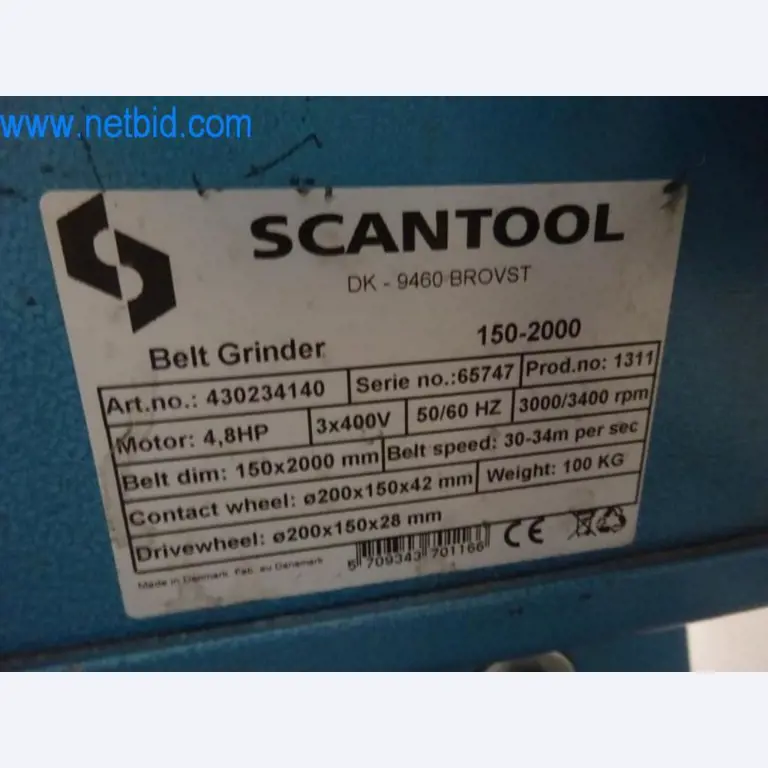 www.netbid.com
SCANTOOL
DK - 9460 BROVST
Belt Grinder 150-2000
Art.no.: 430234140 Serie no.:65747 Prod.no: 1311
Motor: 4,8HP 3x400V 50/60 HZ 3000/3400 rpm
Belt dim: 150x2000 mm Belt speed: 30-34m per sec
Contact wheel: ø200x150x42 mm Weight: 100 KG
Drivewheel: ø200x150x28 mm
5 709343 701166 CE
Made in Denmark. Fab. au Danemark